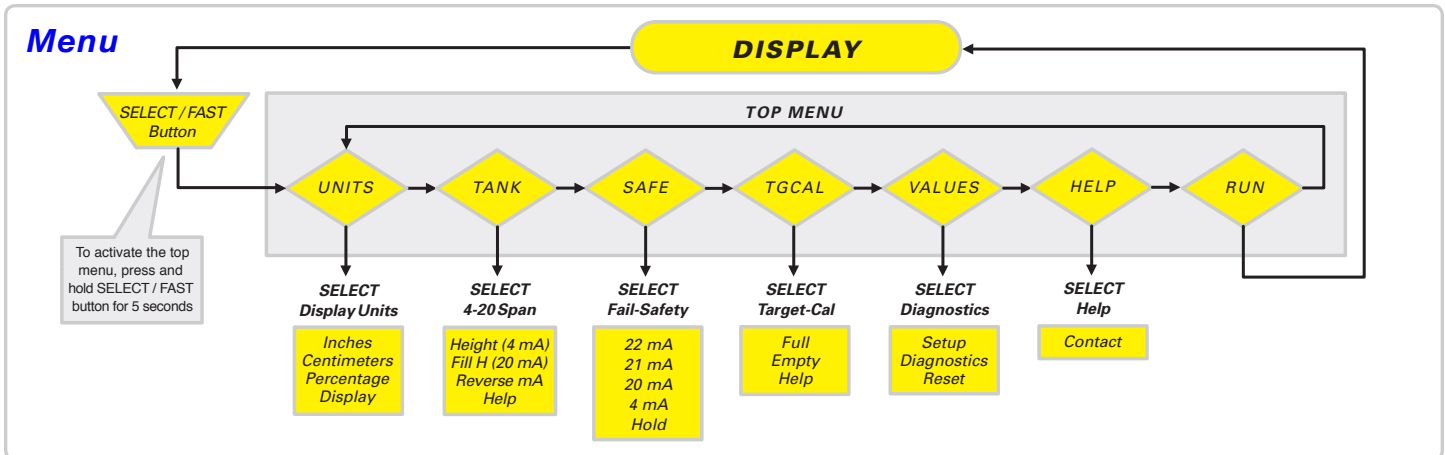 Menu
DISPLAY
SELECT / FAST
Button
To activate the top
menu, press and
hold SELECT / FAST
button for 5 seconds
TOP MENU
UNITS
TANK
SAFE
TGCAL
VALUES
HELP
RUN
SELECT
Display Units
Inches
Centimeters
Percentage
Display
SELECT
4-20 Span
Height (4 mA)
Fill H (20 mA)
Reverse mA
Help
SELECT
Fail-Safety
22 mA
21 mA
20 mA
4 mA
Hold
SELECT
Target-Cal
Full
Empty
Help
SELECT
Diagnostics
Setup
Diagnostics
Reset
SELECT
Help
Contact